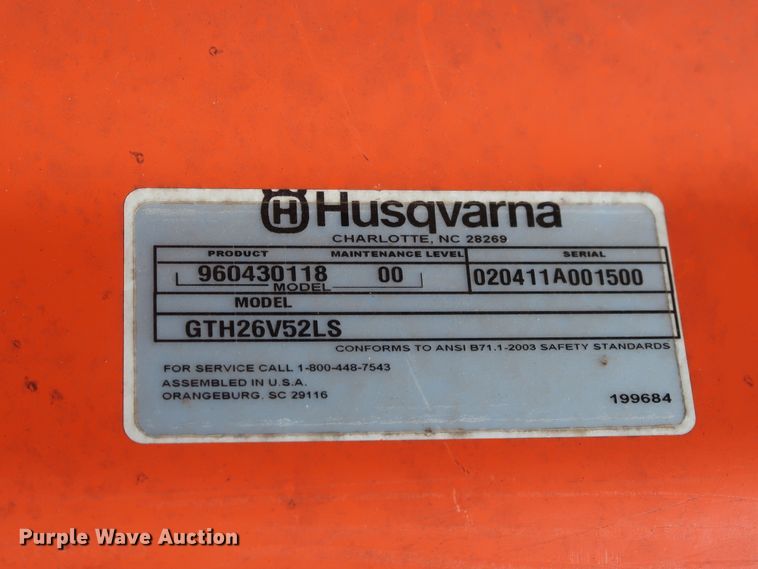 H Husqvarna
CHARLOTTE, NC 28269
PRODUCT MAINTENANCE LEVEL SERIAL
960430118 00 020411A001500
MODEL
MODEL
GTH26V52LS
CONFORMS TO ANSI B71.1-2003 SAFETY STANDARDS
FOR SERVICE CALL 1-800-448-7543
ASSEMBLED IN U.S.A.
ORANGEBURG, SC 29116
199684
Purple Wave Auction